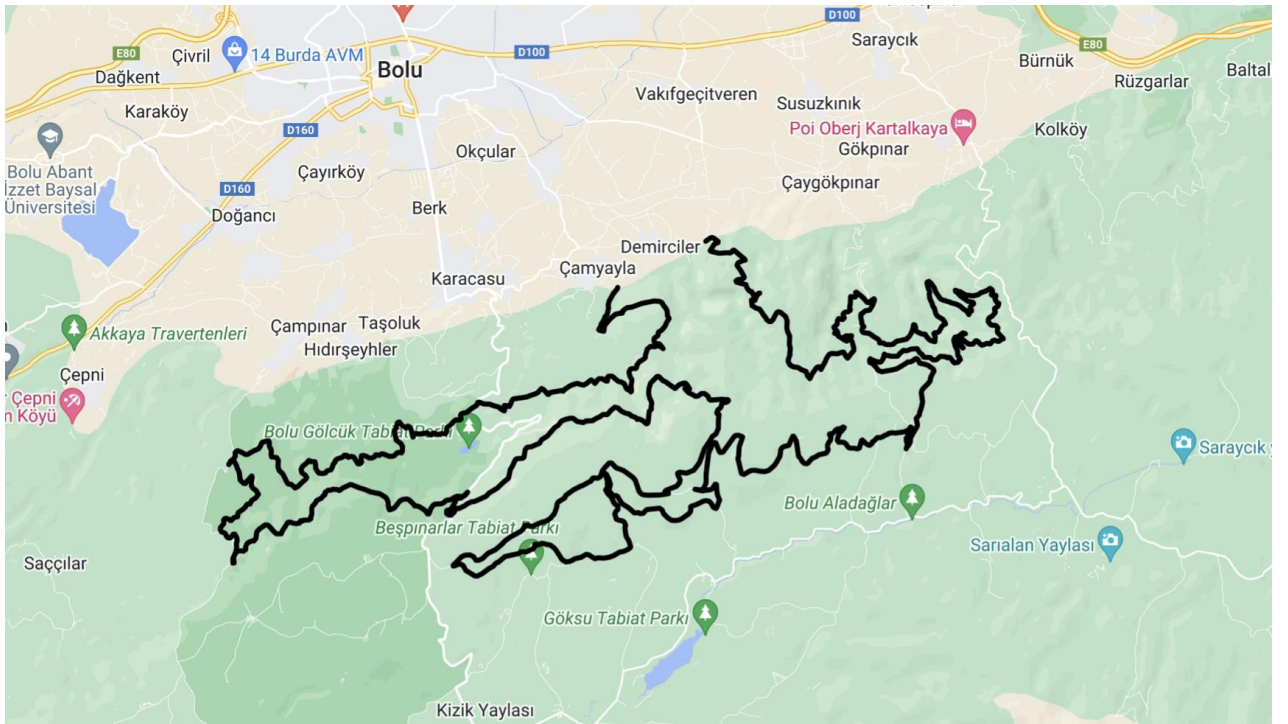 D100
Saraycık
Çivril
14 Burda AVM
E80
D100
E80
Bürnük
Baltal
Dağkent
Bolu
Rüzgarlar
Vakıfgeçitveren
Susuzkınık
Karaköy
Poi Oberj Kartalkaya
Kolköy
D160
Gökpınar
Okçular
Bolu Abant
İzzet Baysal
Üniversitesi
Çayırköy
Çaygökpınar
D160
Doğancı
Berk
Demirciler
Karacasu
Çamyayla
Akkaya Travertenleri
Çampınar
Taşoluk
Hıdırşeyhler
Çepni
Çepni
Köyü
Bolu Gölcük Tabiat Parkı
Saraycık
Bolu Aladağlar
Beşpınarlar Tabiat Parkı
Sarıalan Yaylası
Saççılar
Göksu Tabiat Parkı
Kizik Yaylası